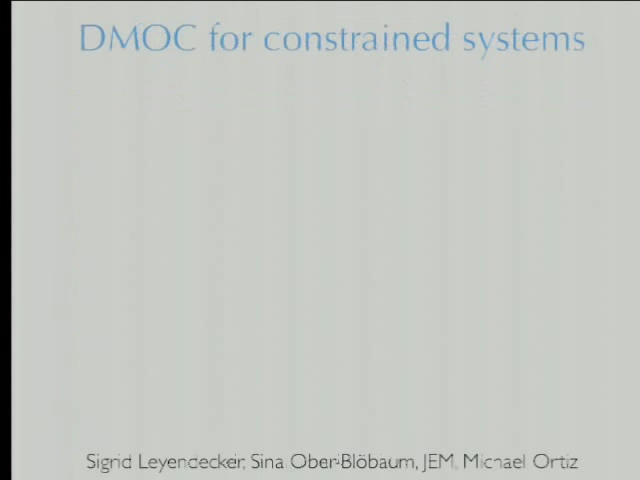 DMOC for constrained systems
Sigrid Leyendecker, Sina Ober-Blöbaum, JEM, Michael Ortiz